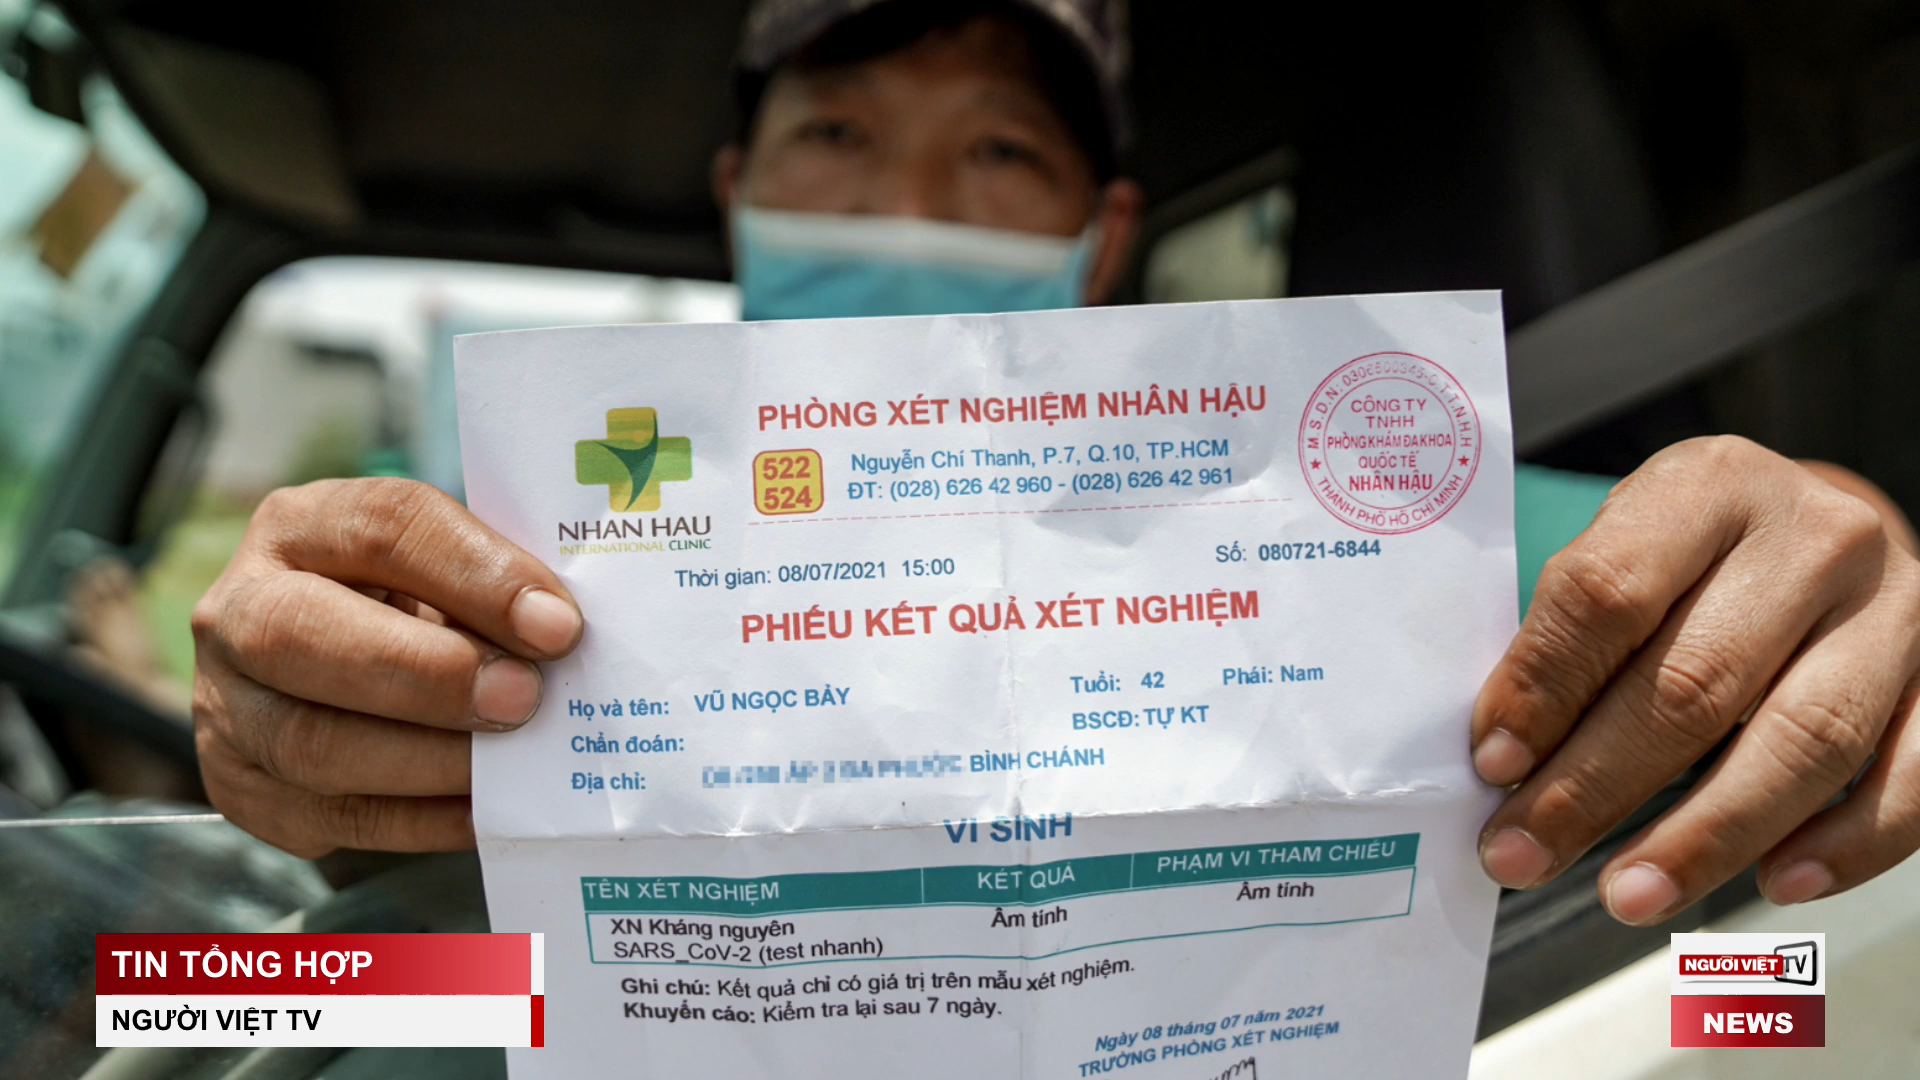 PHÒNG XÉT NGHIỆM NHÂN HẬU
522
524
Nguyễn Chí Thanh, P.7, Q.10, TP.HCM
ĐT: (028) 626 42 960 - (028) 626 42 961
NHAN HAU
INTERNATIONAL CLINIC
M.S.D.N: 0306500345-C.T.T.N.H.H
CÔNG TY
TNHH
PHÒNG KHÁM ĐA KHOA
QUỐC TẾ
NHÂN HẬU
THÀNH PHỐ HỒ CHÍ MINH
Thời gian: 08/07/2021 15:00
Số: 080721-6844
PHIẾU KẾT QUẢ XÉT NGHIỆM
Họ và tên: VŨ NGỌC BẢY
Tuổi: 42 Phái: Nam
Chẩn đoán:
BSCĐ: TỰ KT
Địa chỉ: BÌNH CHÁNH
VI SINH
TÊN XÉT NGHIỆM KẾT QUẢ PHẠM VI THAM CHIẾU
XN Kháng nguyên Âm tính Âm tính
SARS_CoV-2 (test nhanh)
Ghi chú: Kết quả chỉ có giá trị trên mẫu xét nghiệm.
Khuyến cáo: Kiểm tra lại sau 7 ngày.
Ngày 08 tháng 07 năm 2021
TRƯỞNG PHÒNG XÉT NGHIỆM
TIN TỔNG HỢP
NGƯỜI VIỆT TV
NGƯỜI VIỆT TV
NEWS